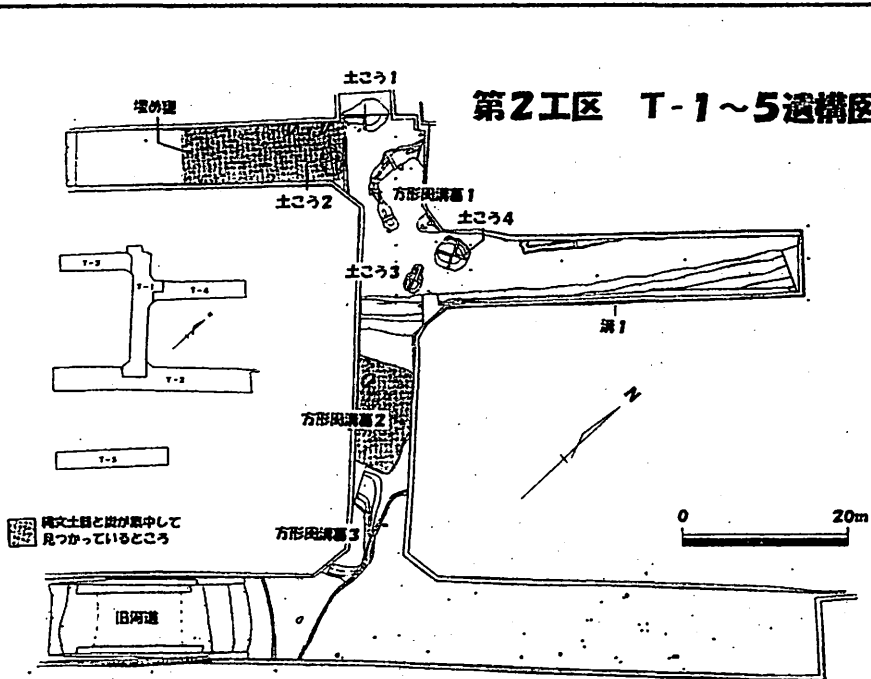 第2工区 T-1～5遺構図
土こう1
埋め甕
土こう2
方形周溝墓1
土こう4
土こう3
溝1
T-3
T-1
T-4
T-2
T-5
方形周溝墓2
N
0 20m
方形周溝墓3
縄文土器と炭が集中して
見つかっているところ
旧河道